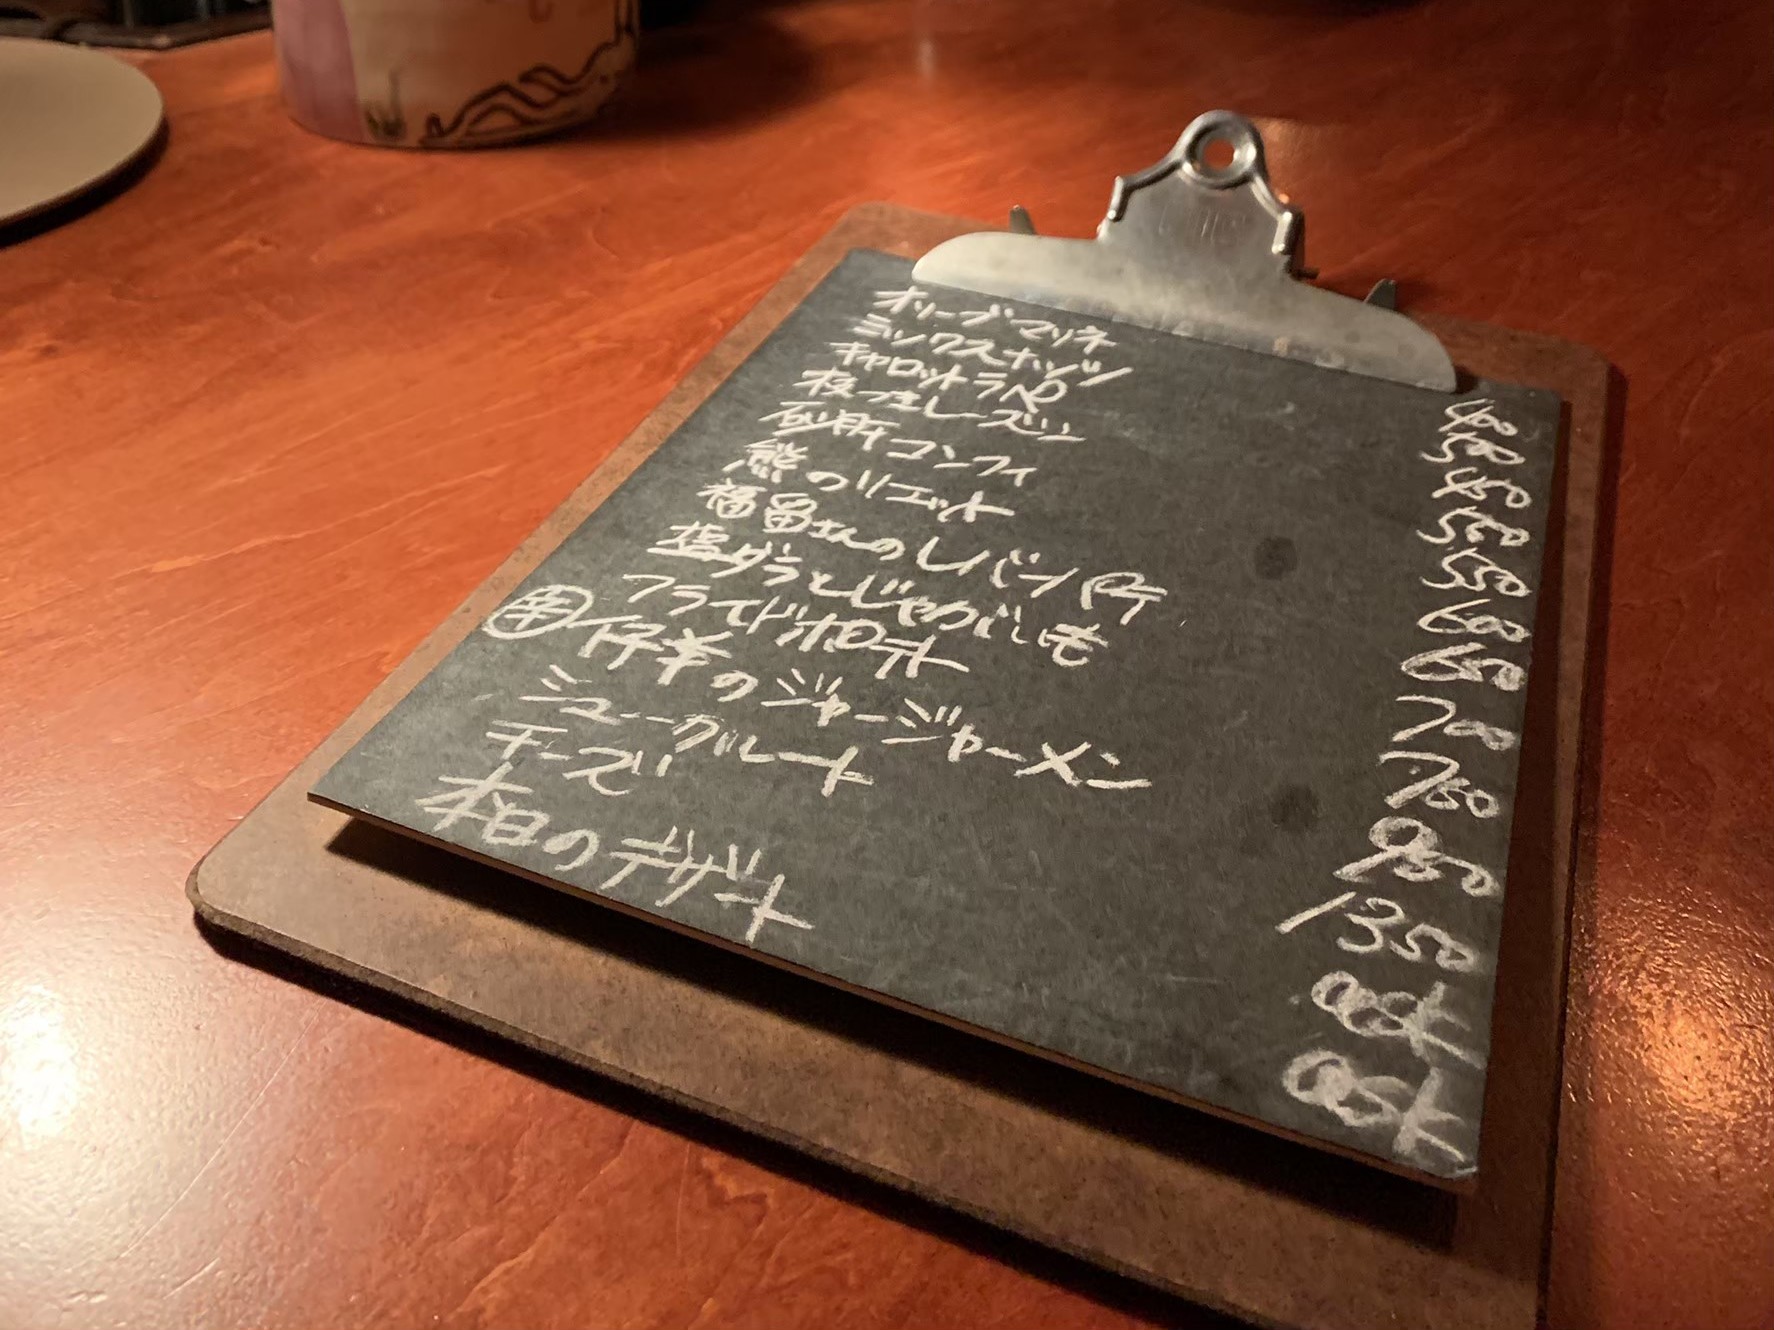 オリーブマリネ 400
ミックスナッツ 500
キャロットラペ 450
枝つきレーズン 550
砂肝コンフィ 550
熊のリエット 600
福留さんのレバーパテ 650
塩ダラとじゃがいも 700
フライドポテト 750
辛 仔羊のジャージャーメン 950
シュークルート 1350
チーズ ask
本日のデザート ask